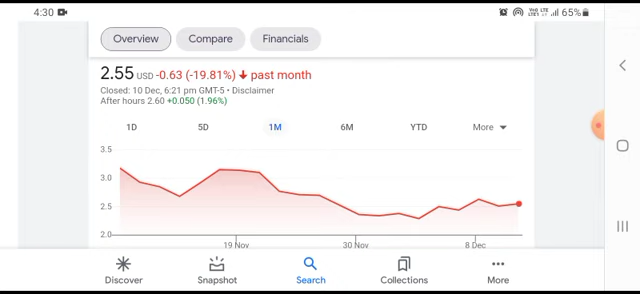 4:30 65%
Overview Compare Financials
2.55 USD -0.63 (-19.81%) ↓ past month
Closed: 10 Dec, 6:21 pm GMT-5 • Disclaimer
After hours 2.60 +0.050 (1.96%)
1D 5D 1M 6M YTD More
3.5
3.0
2.5
2.0
19 Nov 30 Nov 8 Dec
Discover Snapshot Search Collections More